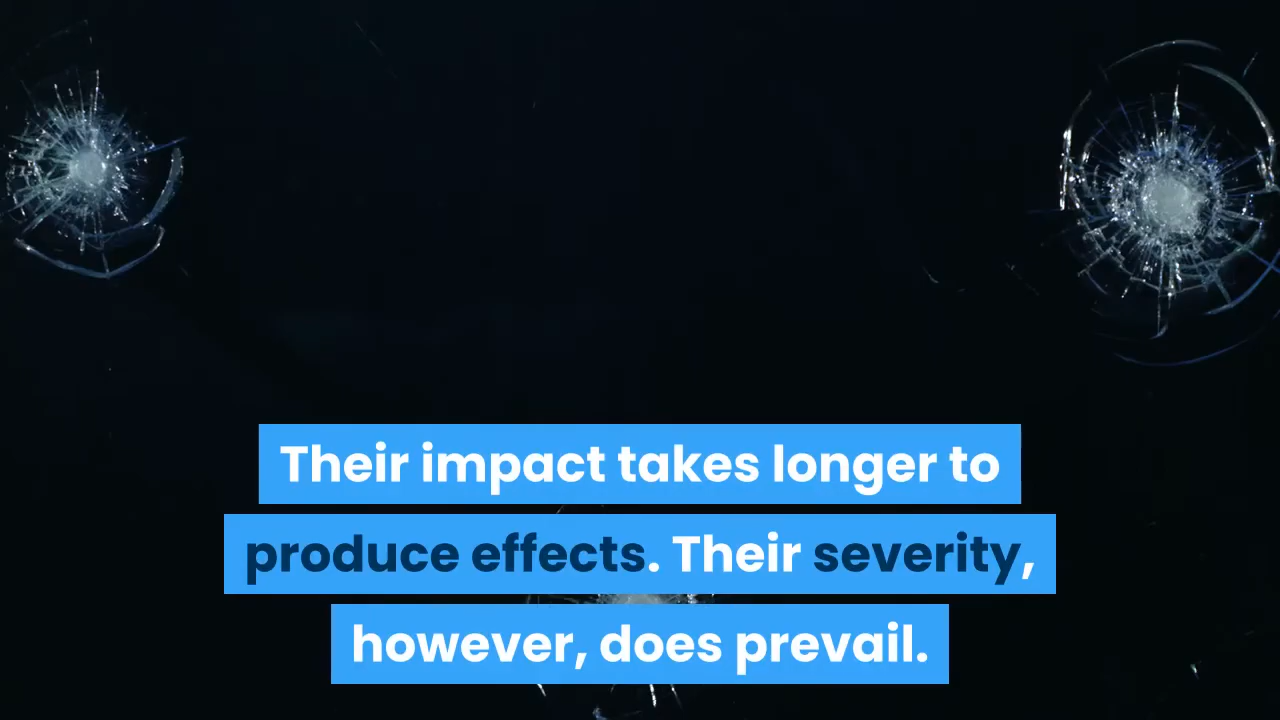 Their impact takes longer to
produce effects. Their severity,
however, does prevail.